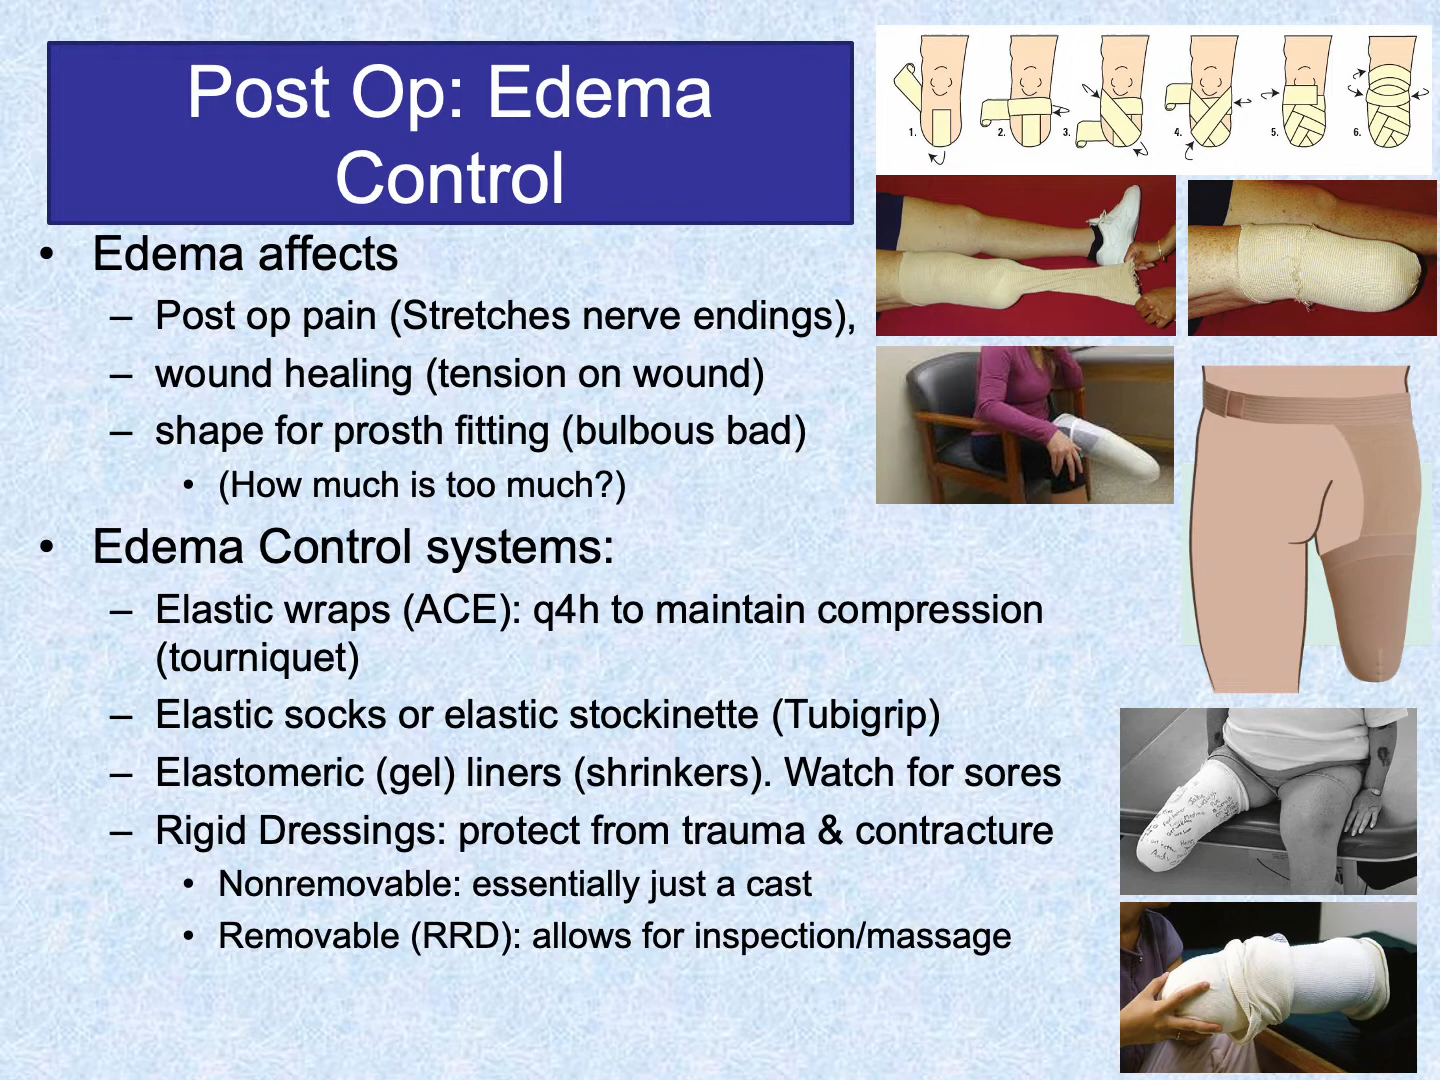 Post Op: Edema
Control
• Edema affects
– Post op pain (Stretches nerve endings),
– wound healing (tension on wound)
– shape for prosth fitting (bulbous bad)
• (How much is too much?)
• Edema Control systems:
– Elastic wraps (ACE): q4h to maintain compression
(tourniquet)
– Elastic socks or elastic stockinette (Tubigrip)
– Elastomeric (gel) liners (shrinkers). Watch for sores
– Rigid Dressings: protect from trauma & contracture
• Nonremovable: essentially just a cast
• Removable (RRD): allows for inspection/massage
1. 2. 3. 4. 5. 6.